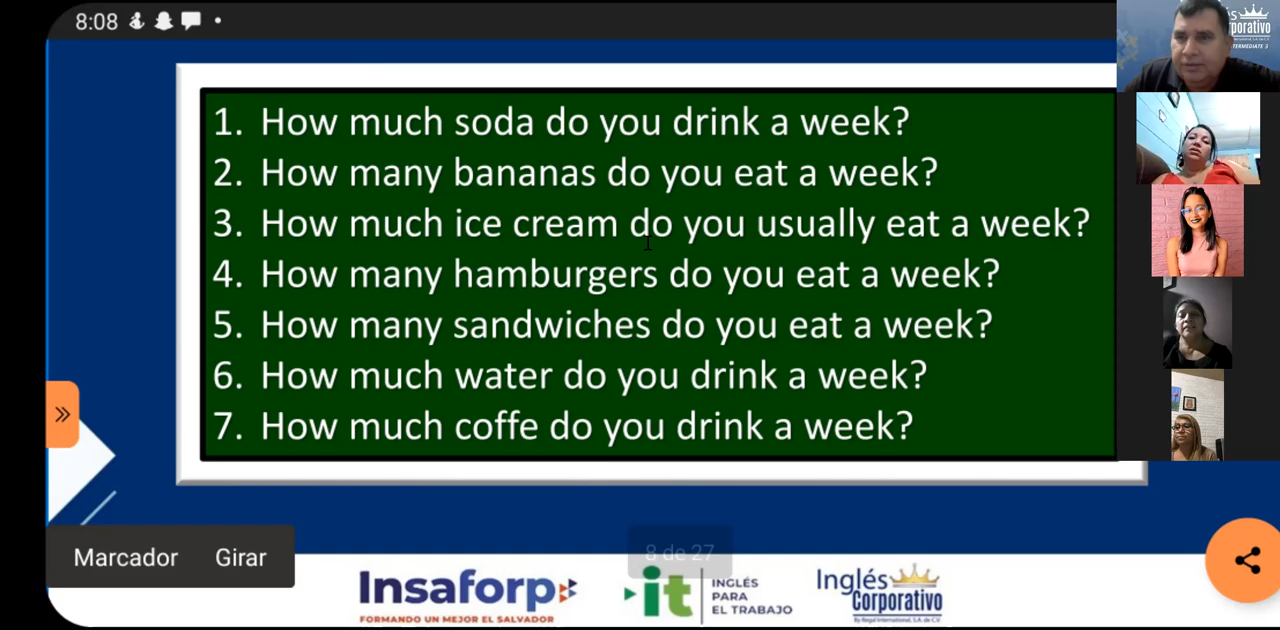 8:08
1. How much soda do you drink a week?
2. How many bananas do you eat a week?
3. How much ice cream do you usually eat a week?
4. How many hamburgers do you eat a week?
5. How many sandwiches do you eat a week?
6. How much water do you drink a week?
7. How much coffe do you drink a week?
Marcador Girar
8 de 27
Insaforp
FORMANDO UN MEJOR EL SALVADOR
it
INGLÉS
PARA
EL TRABAJO
Inglés
Corporativo
By Regal International, S.A. de C.V.